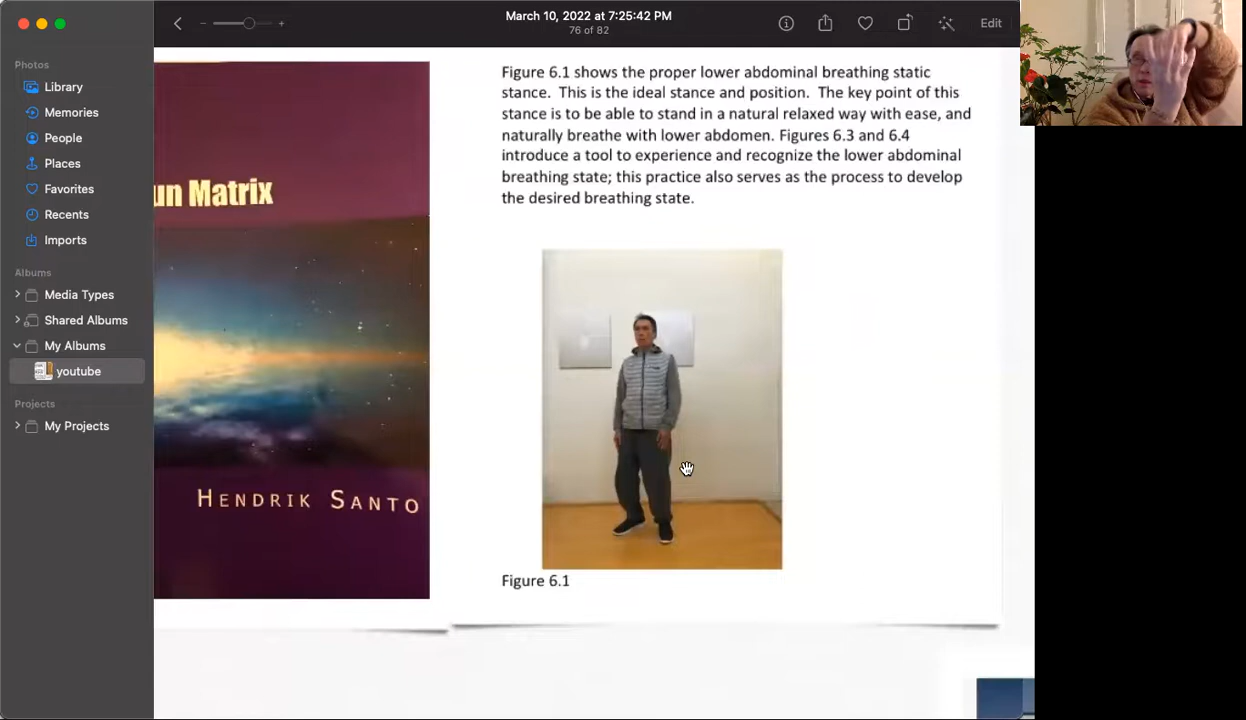 March 10, 2022 at 7:25:42 PM
76 of 82
Edit
Photos
Library
Memories
People
Places
Favorites
Recents
Imports
Albums
Media Types
Shared Albums
My Albums
youtube
Projects
My Projects
un Matrix
HENDRIK SANTO
Figure 6.1 shows the proper lower abdominal breathing static
stance. This is the ideal stance and position. The key point of this
stance is to be able to stand in a natural relaxed way with ease, and
naturally breathe with lower abdomen. Figures 6.3 and 6.4
introduce a tool to experience and recognize the lower abdominal
breathing state; this practice also serves as the process to develop
the desired breathing state.
Figure 6.1